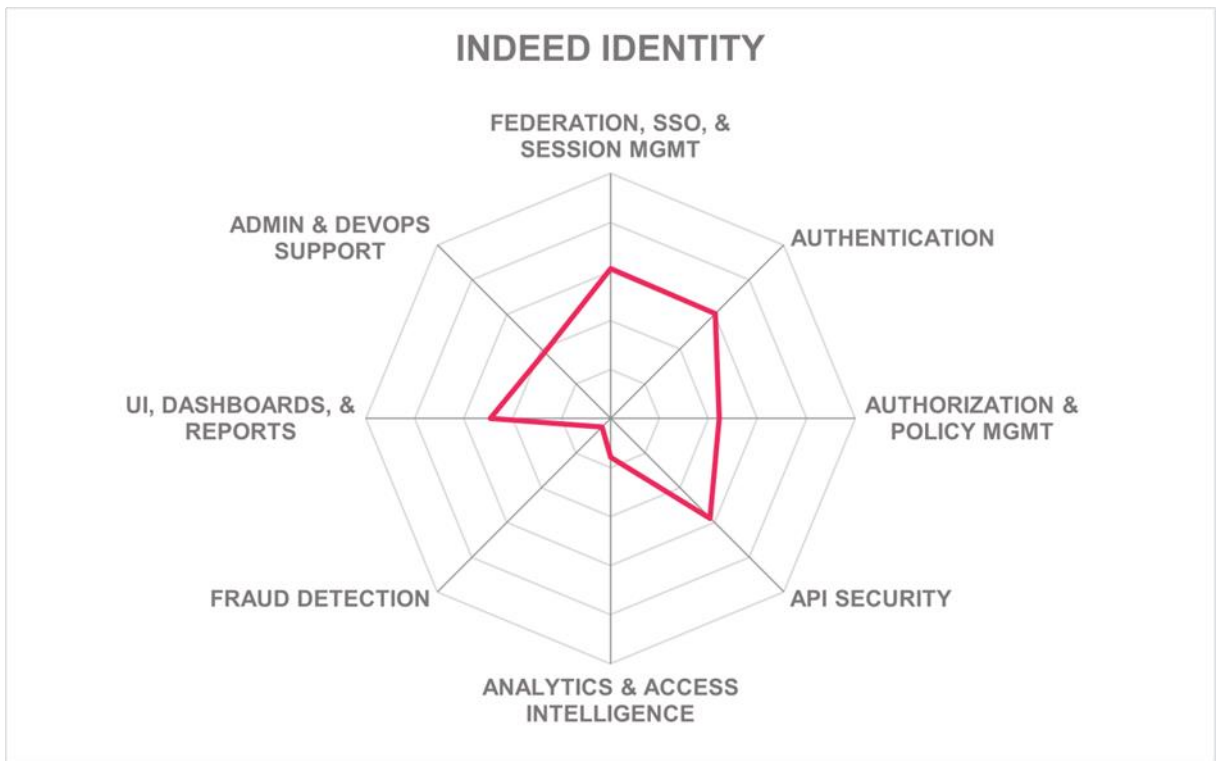 INDEED IDENTITY
FEDERATION, SSO, &
SESSION MGMT
ADMIN & DEVOPS
SUPPORT
AUTHENTICATION
UI, DASHBOARDS, &
REPORTS
AUTHORIZATION &
POLICY MGMT
FRAUD DETECTION
API SECURITY
ANALYTICS & ACCESS
INTELLIGENCE